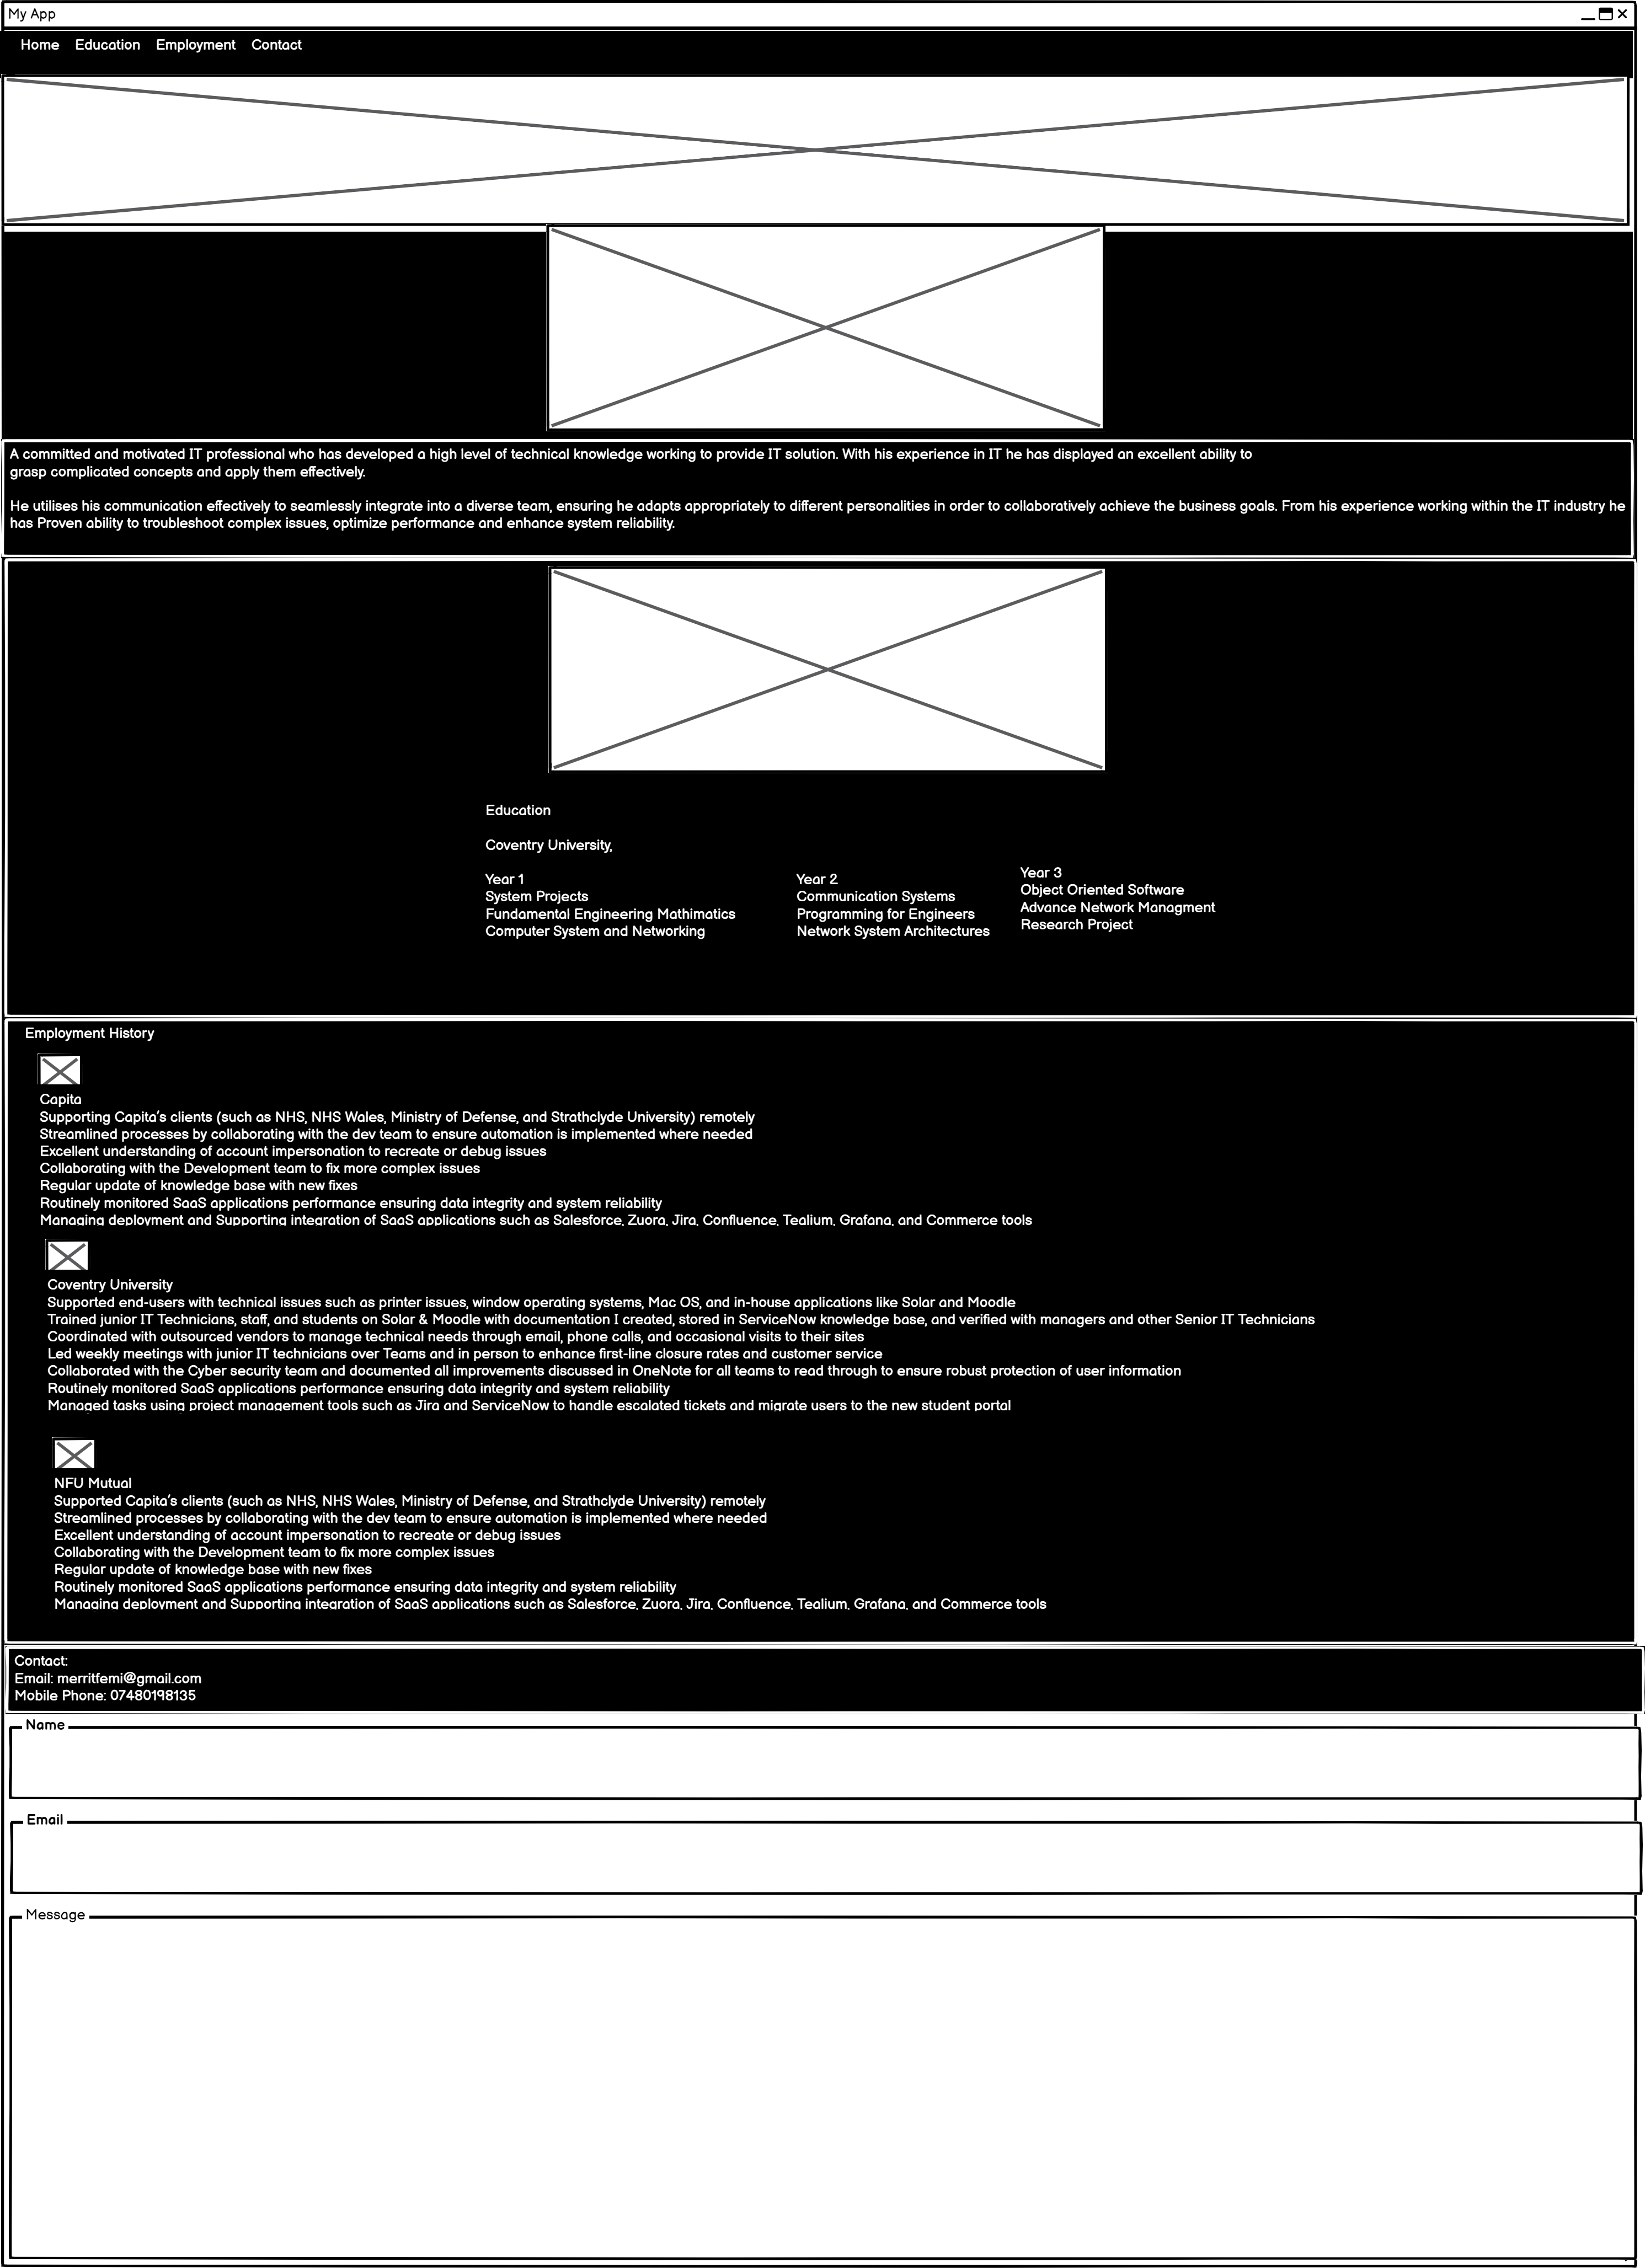 My App
Home Education Employment Contact
A committed and motivated IT professional who has developed a high level of technical knowledge working to provide IT solution. With his experience in IT he has displayed an excellent ability to
grasp complicated concepts and apply them effectively.
He utilises his communication effectively to seamlessly integrate into a diverse team, ensuring he adapts appropriately to different personalities in order to collaboratively achieve the business goals. From his experience working within the IT industry he
has Proven ability to troubleshoot complex issues, optimize performance and enhance system reliability.
Education
Coventry University,
Year 1
System Projects
Fundamental Engineering Mathimatics
Computer System and Networking
Year 2
Communication Systems
Programming for Engineers
Network System Architectures
Year 3
Object Oriented Software
Advance Network Managment
Research Project
Employment History
Capita
Supporting Capita's clients (such as NHS, NHS Wales, Ministry of Defense, and Strathclyde University) remotely
Streamlined processes by collaborating with the dev team to ensure automation is implemented where needed
Excellent understanding of account impersonation to recreate or debug issues
Collaborating with the Development team to fix more complex issues
Regular update of knowledge base with new fixes
Routinely monitored SaaS applications performance ensuring data integrity and system reliability
Managing deployment and Supporting integration of SaaS applications such as Salesforce, Zuora, Jira, Confluence, Tealium, Grafana, and Commerce tools
Coventry University
Supported end-users with technical issues such as printer issues, window operating systems, Mac OS, and in-house applications like Solar and Moodle
Trained junior IT Technicians, staff, and students on Solar & Moodle with documentation I created, stored in ServiceNow knowledge base, and verified with managers and other Senior IT Technicians
Coordinated with outsourced vendors to manage technical needs through email, phone calls, and occasional visits to their sites
Led weekly meetings with junior IT technicians over Teams and in person to enhance first-line closure rates and customer service
Collaborated with the Cyber security team and documented all improvements discussed in OneNote for all teams to read through to ensure robust protection of user information
Routinely monitored SaaS applications performance ensuring data integrity and system reliability
Managed tasks using project management tools such as Jira and ServiceNow to handle escalated tickets and migrate users to the new student portal
NFU Mutual
Supported Capita's clients (such as NHS, NHS Wales, Ministry of Defense, and Strathclyde University) remotely
Streamlined processes by collaborating with the dev team to ensure automation is implemented where needed
Excellent understanding of account impersonation to recreate or debug issues
Collaborating with the Development team to fix more complex issues
Regular update of knowledge base with new fixes
Routinely monitored SaaS applications performance ensuring data integrity and system reliability
Managing deployment and Supporting integration of SaaS applications such as Salesforce, Zuora, Jira, Confluence, Tealium, Grafana, and Commerce tools
Contact:
Email: merritfemi@gmail.com
Mobile Phone: 07480198135
Name
Email
Message